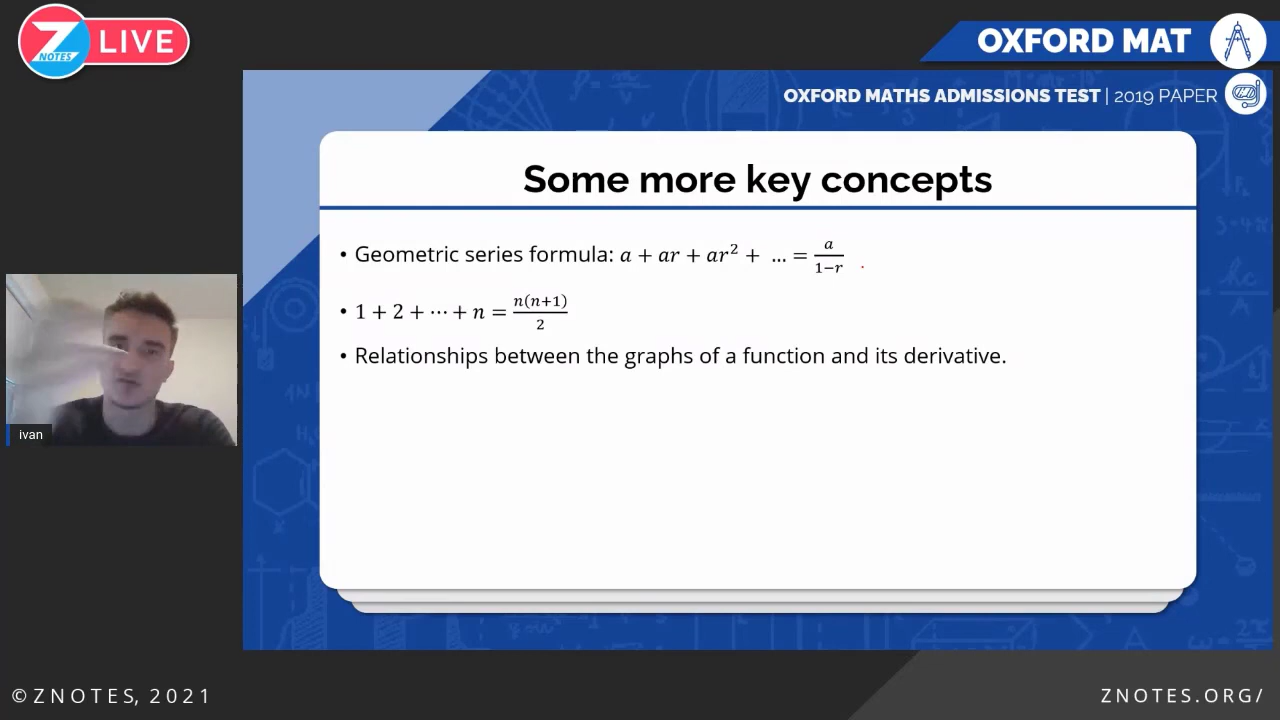 Z NOTES LIVE
OXFORD MAT
OXFORD MATHS ADMISSIONS TEST | 2019 PAPER
Some more key concepts
• Geometric series formula: a + ar + ar² + … = a/(1−r)
• 1 + 2 + ⋯ + n = n(n+1)/2
• Relationships between the graphs of a function and its derivative.
ivan
© ZNOTES, 2021
ZNOTES.ORG/